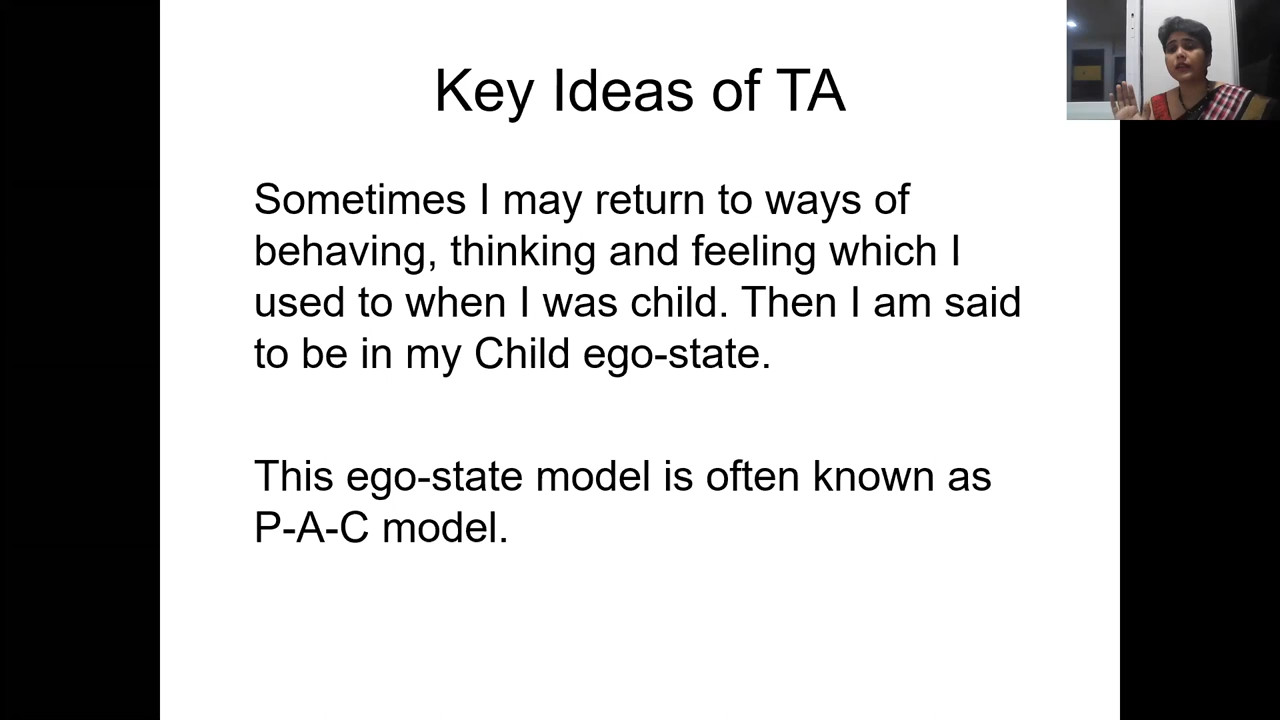 Key Ideas of TA
Sometimes I may return to ways of
behaving, thinking and feeling which I
used to when I was child. Then I am said
to be in my Child ego-state.
This ego-state model is often known as
P-A-C model.